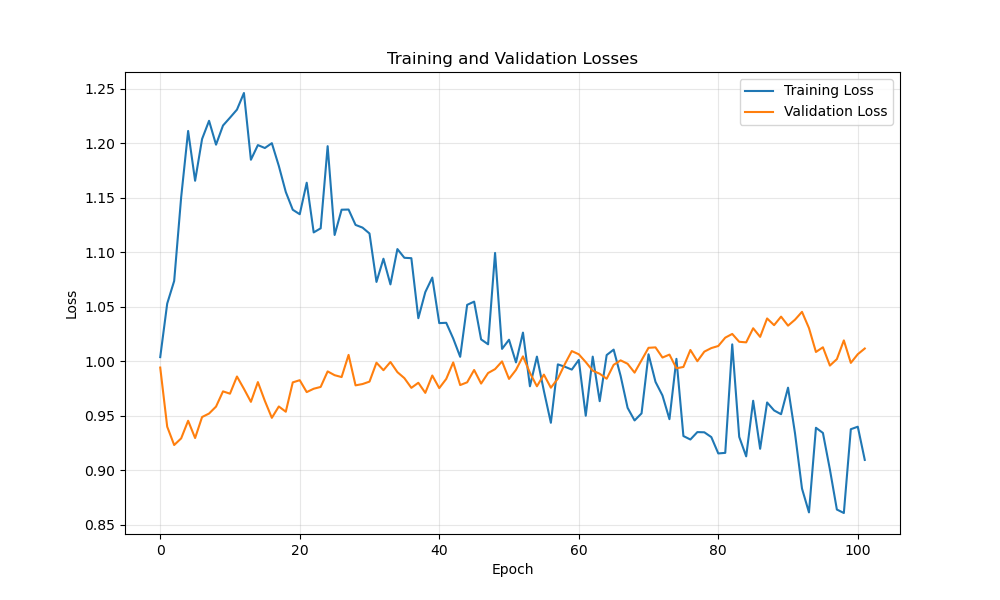 Training and Validation Losses
Training Loss
Validation Loss
1.25
1.20
1.15
1.10
1.05
1.00
0.95
0.90
0.85
Loss
0 20 40 60 80 100
Epoch